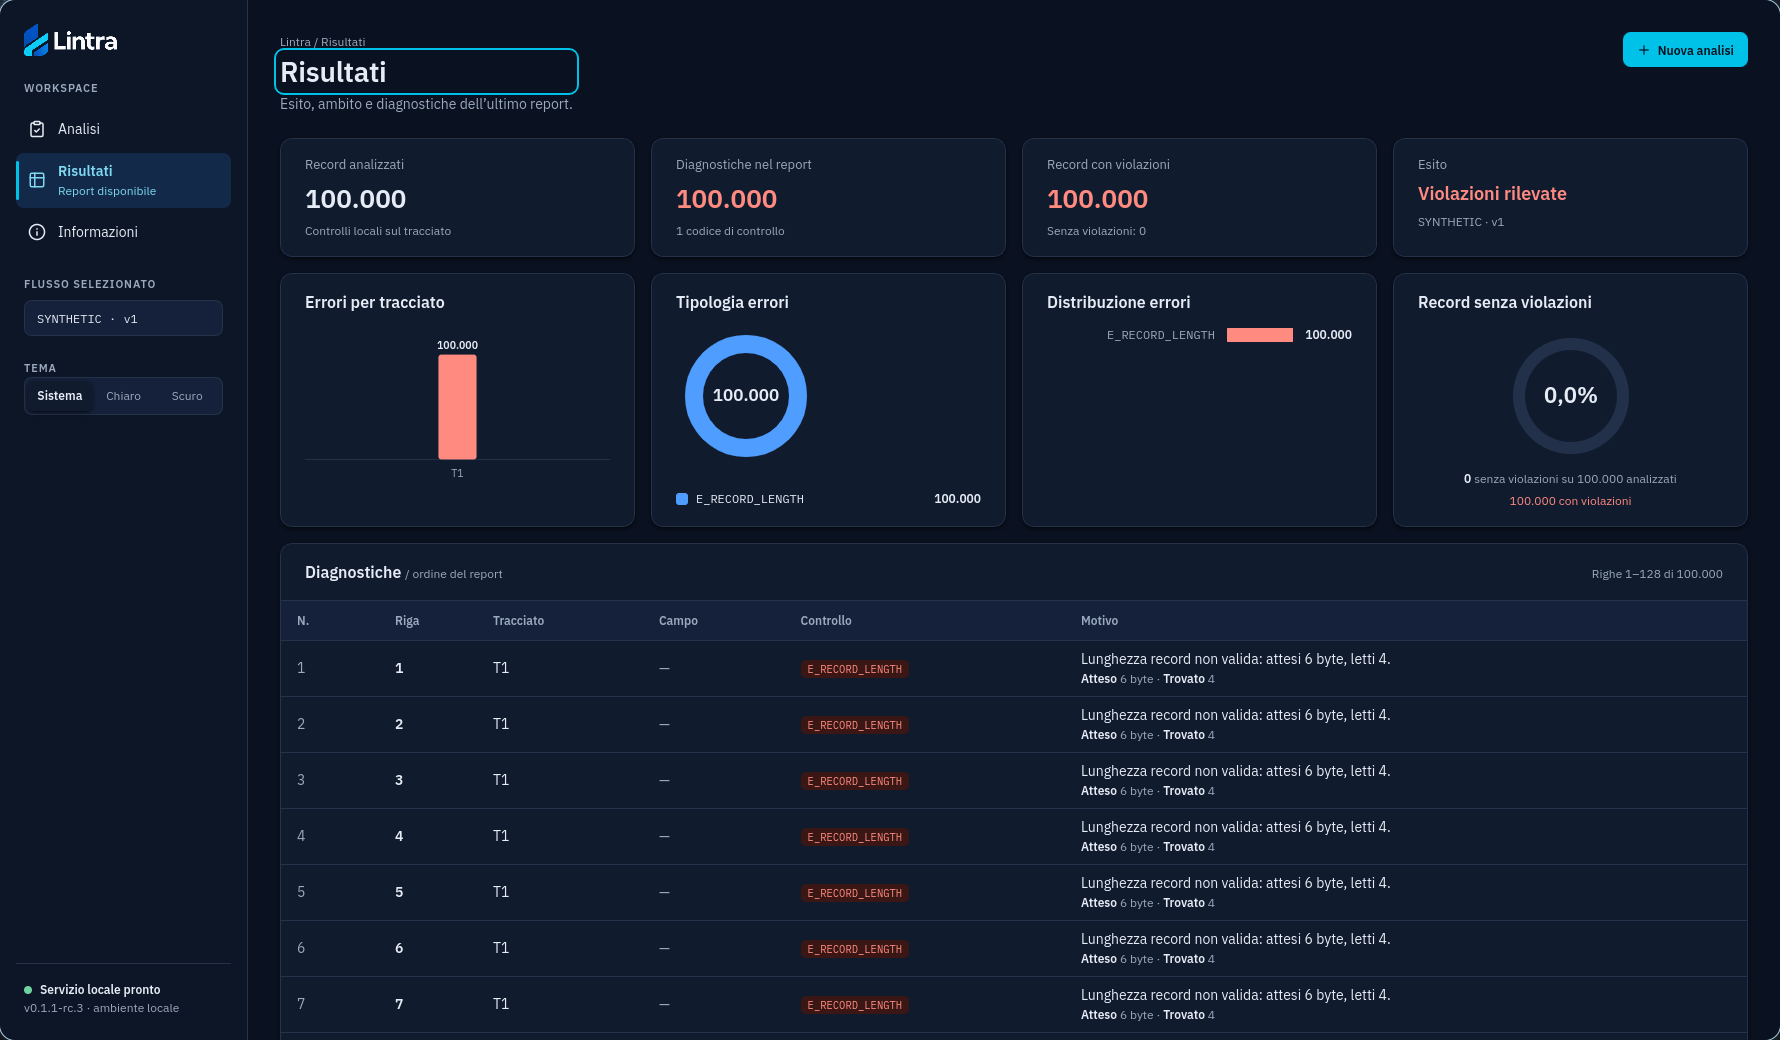 Lintra
WORKSPACE
Analisi
Risultati
Report disponibile
Informazioni
FLUSSO SELEZIONATO
SYNTHETIC · v1
TEMA
Sistema Chiaro Scuro
Servizio locale pronto
v0.1.1-rc.3 · ambiente locale
Lintra / Risultati
Risultati
Esito, ambito e diagnostiche dell’ultimo report.
+ Nuova analisi
Record analizzati
100.000
Controlli locali sul tracciato
Diagnostiche nel report
100.000
1 codice di controllo
Record con violazioni
100.000
Senza violazioni: 0
Esito
Violazioni rilevate
SYNTHETIC · v1
Errori per tracciato
100.000
T1
Tipologia errori
100.000
E_RECORD_LENGTH 100.000
Distribuzione errori
E_RECORD_LENGTH 100.000
Record senza violazioni
0,0%
0 senza violazioni su 100.000 analizzati
100.000 con violazioni
Diagnostiche / ordine del report
Righe 1–128 di 100.000
N. Riga Tracciato Campo Controllo Motivo
1 1 T1 — E_RECORD_LENGTH Lunghezza record non valida: attesi 6 byte, letti 4.
Atteso 6 byte · Trovato 4
2 2 T1 — E_RECORD_LENGTH Lunghezza record non valida: attesi 6 byte, letti 4.
Atteso 6 byte · Trovato 4
3 3 T1 — E_RECORD_LENGTH Lunghezza record non valida: attesi 6 byte, letti 4.
Atteso 6 byte · Trovato 4
4 4 T1 — E_RECORD_LENGTH Lunghezza record non valida: attesi 6 byte, letti 4.
Atteso 6 byte · Trovato 4
5 5 T1 — E_RECORD_LENGTH Lunghezza record non valida: attesi 6 byte, letti 4.
Atteso 6 byte · Trovato 4
6 6 T1 — E_RECORD_LENGTH Lunghezza record non valida: attesi 6 byte, letti 4.
Atteso 6 byte · Trovato 4
7 7 T1 — E_RECORD_LENGTH Lunghezza record non valida: attesi 6 byte, letti 4.
Atteso 6 byte · Trovato 4